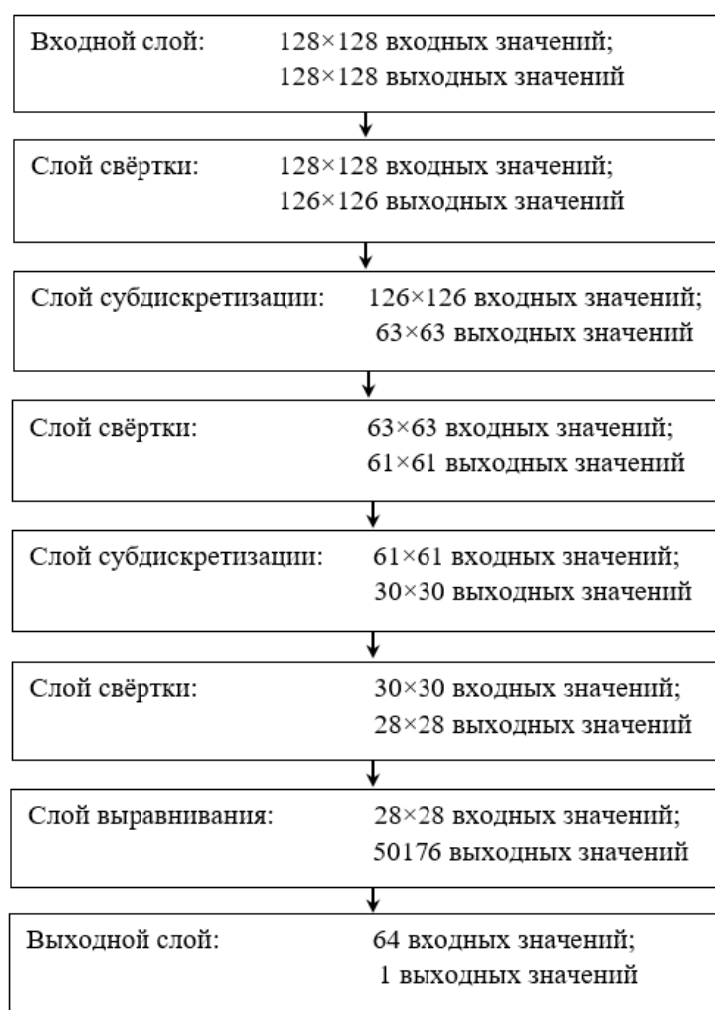 Входной слой: 128×128 входных значений;
128×128 выходных значений
Слой свёртки: 128×128 входных значений;
126×126 выходных значений
Слой субдискретизации: 126×126 входных значений;
63×63 выходных значений
Слой свёртки: 63×63 входных значений;
61×61 выходных значений
Слой субдискретизации: 61×61 входных значений;
30×30 выходных значений
Слой свёртки: 30×30 входных значений;
28×28 выходных значений
Слой выравнивания: 28×28 входных значений;
50176 выходных значений
Выходной слой: 64 входных значений;
1 выходных значений